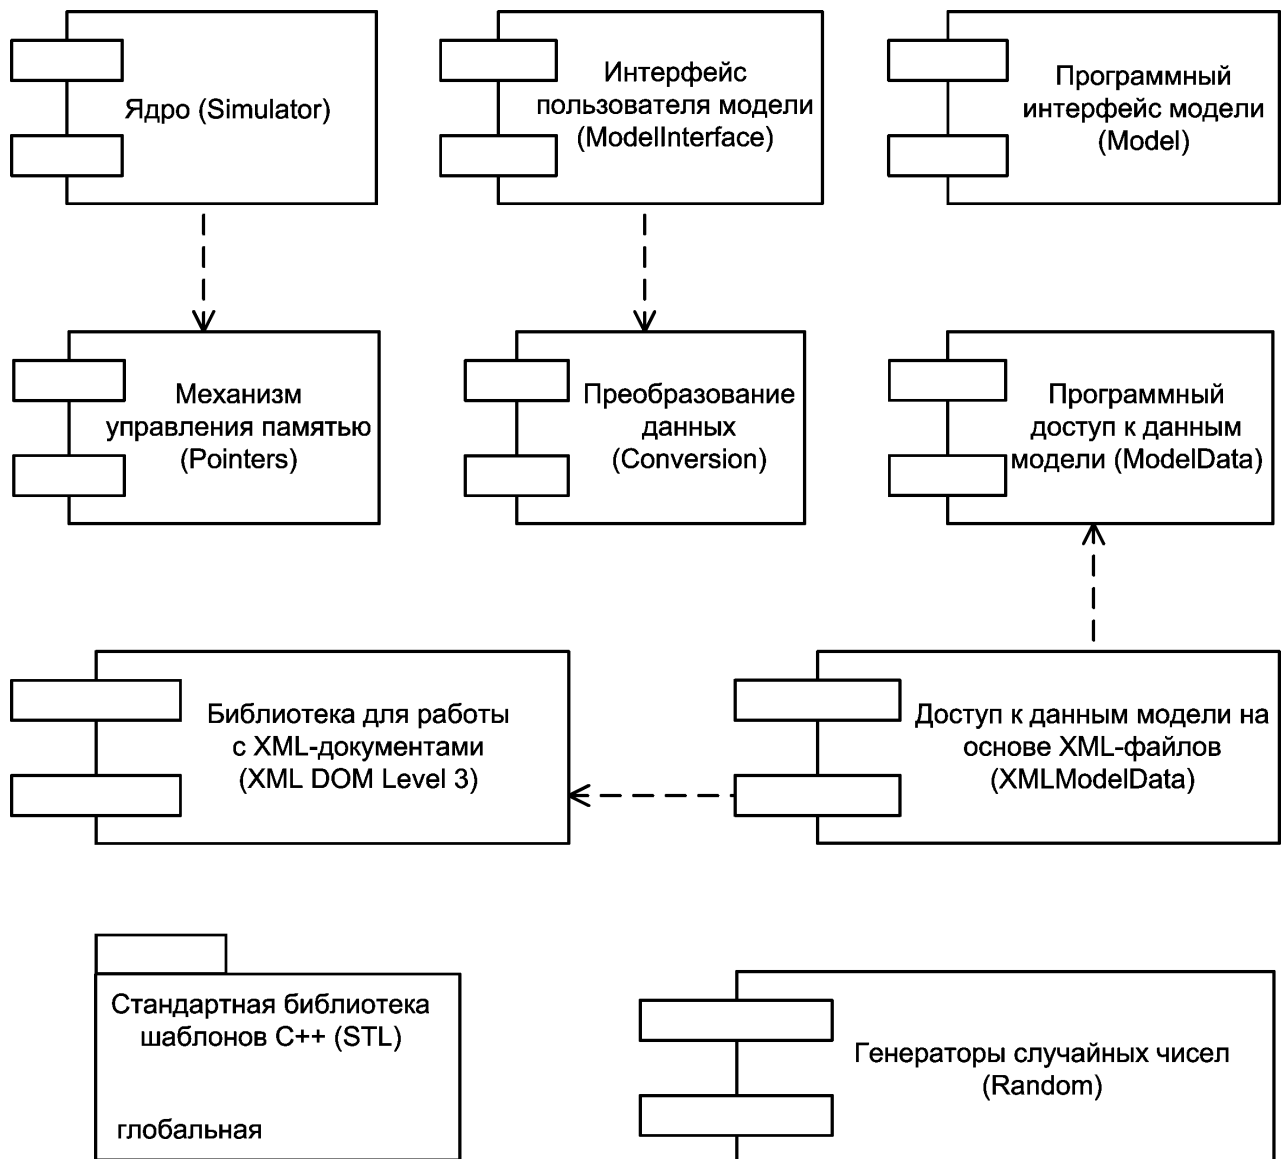 Ядро (Simulator)
Интерфейс
пользователя модели
(ModelInterface)
Программный
интерфейс модели
(Model)
Механизм
управления памятью
(Pointers)
Преобразование
данных
(Conversion)
Программный
доступ к данным
модели (ModelData)
Библиотека для работы
с XML-документами
(XML DOM Level 3)
Доступ к данным модели на
основе XML-файлов
(XMLModelData)
Стандартная библиотека
шаблонов C++ (STL)
глобальная
Генераторы случайных чисел
(Random)